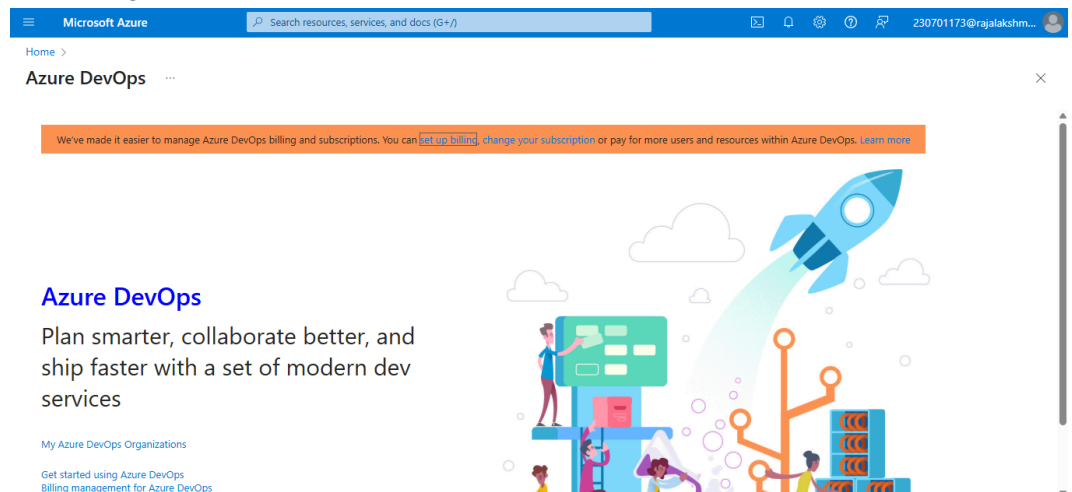 Microsoft Azure
Search resources, services, and docs (G+/)
230701173@rajalakshm...
Home >
Azure DevOps ...
We've made it easier to manage Azure DevOps billing and subscriptions. You can set up billing, change your subscription or pay for more users and resources within Azure DevOps. Learn more
Azure DevOps
Plan smarter, collaborate better, and
ship faster with a set of modern dev
services
My Azure DevOps Organizations
Get started using Azure DevOps
Billing management for Azure DevOps